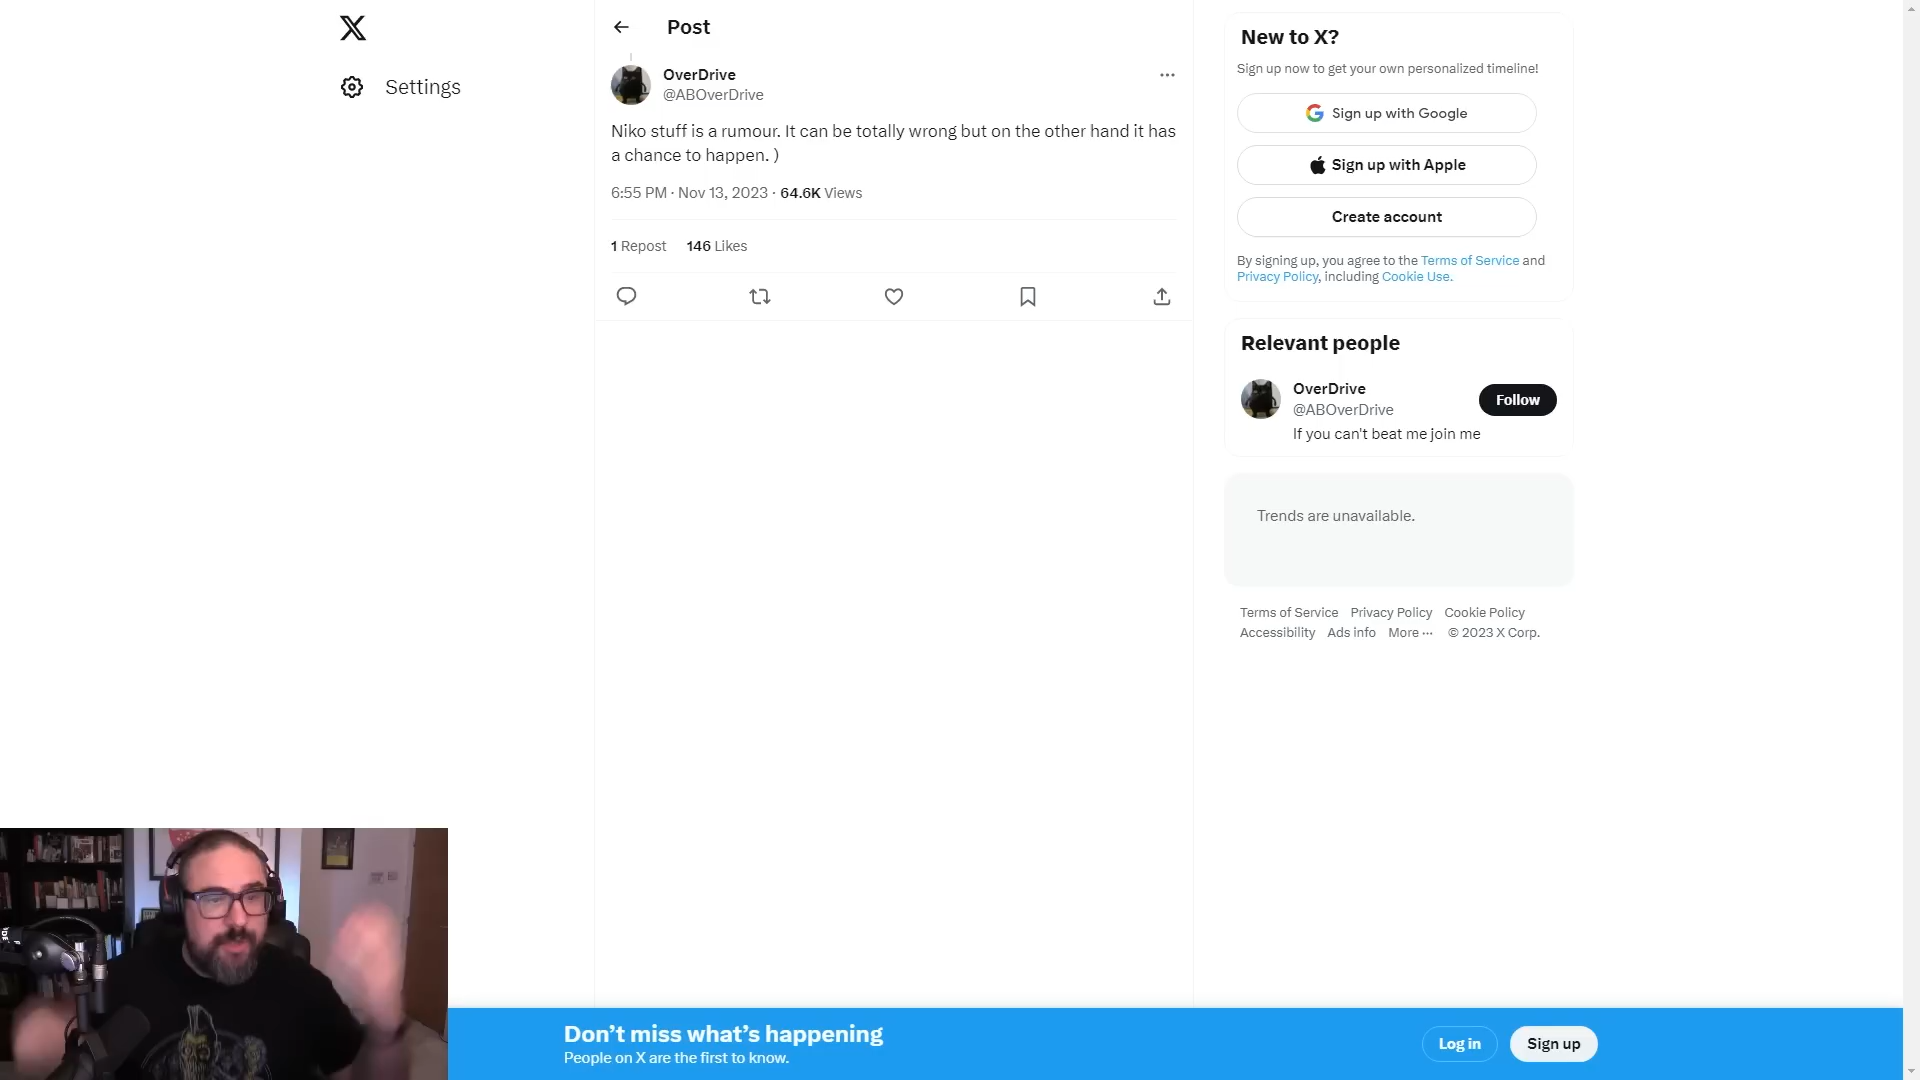 Settings
Post
OverDrive
@ABOverDrive
Niko stuff is a rumour. It can be totally wrong but on the other hand it has
a chance to happen. )
6:55 PM · Nov 13, 2023 · 64.6K Views
1 Repost 146 Likes
New to X?
Sign up now to get your own personalized timeline!
Sign up with Google
Sign up with Apple
Create account
By signing up, you agree to the Terms of Service and
Privacy Policy, including Cookie Use.
Relevant people
OverDrive
@ABOverDrive
Follow
If you can't beat me join me
Trends are unavailable.
Terms of Service Privacy Policy Cookie Policy
Accessibility Ads info More ··· © 2023 X Corp.
Don’t miss what’s happening
People on X are the first to know.
Log in
Sign up